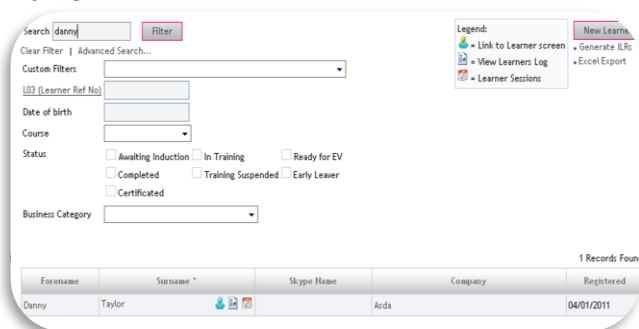 Search danny Filter
Clear Filter | Advanced Search...
Custom Filters
L03 (Learner Ref No)
Date of birth
Course
Status
Awaiting Induction In Training Ready for EV
Completed Training Suspended Early Leaver
Certificated
Business Category
Legend:
= Link to Learner screen
= View Learners Log
= Learner Sessions
New Learne
Generate ILRs
Excel Export
1 Records Foun
Forename Surname ^ Skype Name Company Registered
Danny Taylor Asda 04/01/2011